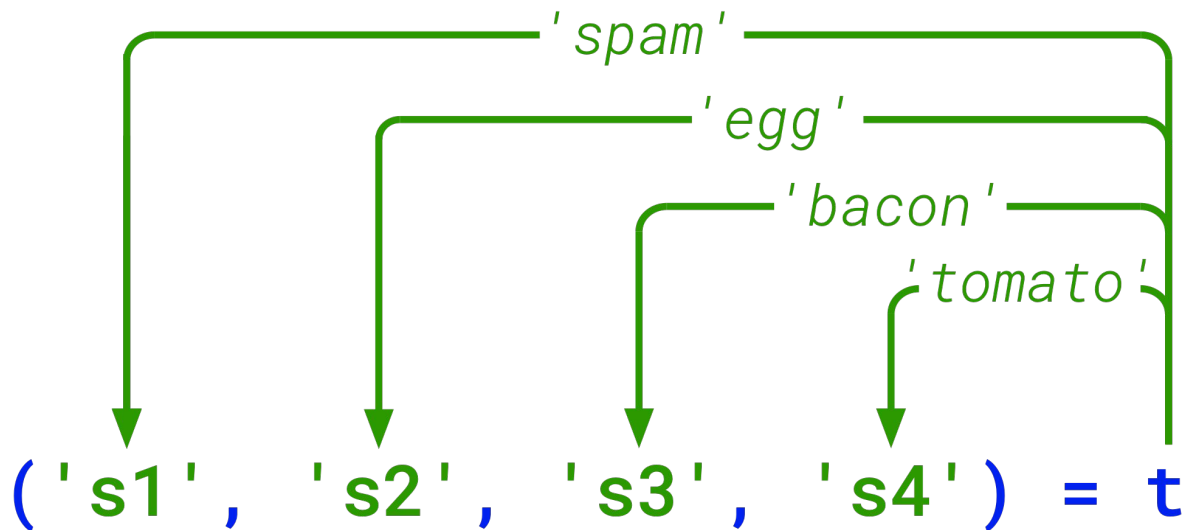 'spam'
'egg'
'bacon'
'tomato'
('s1', 's2', 's3', 's4') = t